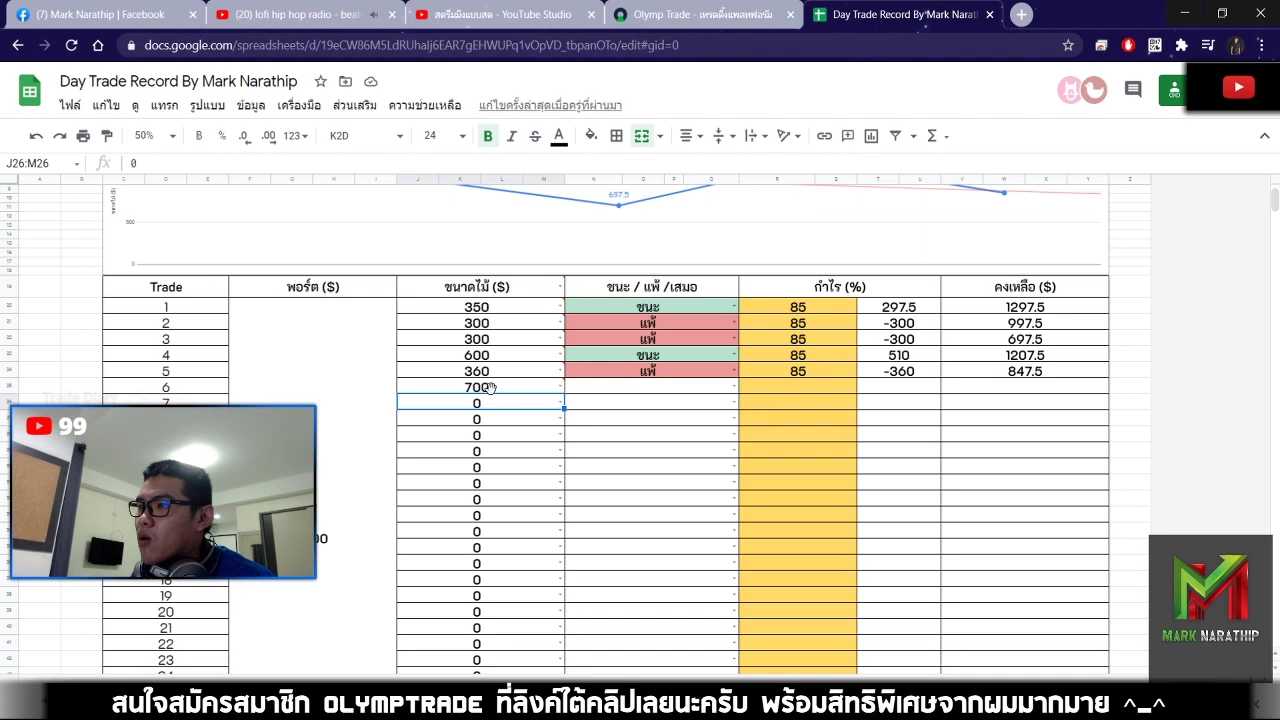 (7) Mark Narathip | Facebook
(20) lofi hip hop radio - beat
สตรีมมิงแบบสด - YouTube Studio
Olymp Trade - เทรดดิ้งแพลทฟอร์ม
Day Trade Record By Mark Narat
docs.google.com/spreadsheets/d/19eCW86M5LdRUhaIj6EAR7gEHWUPq1vOpVD_tbpanOTo/edit#gid=0
Day Trade Record By Mark Narathip
ไฟล์ แก้ไข ดู แทรก รูปแบบ ข้อมูล เครื่องมือ ส่วนเสริม ความช่วยเหลือ แก้ไขครั้งล่าสุดเมื่อครู่ที่ผ่านมา
50% B % .0 .00 123 K2D 24 B I S A
J26:M26 fx 0
697.5
500
0
Trade พอร์ต ($) ขนาดไม้ ($) ชนะ / แพ้ /เสมอ กำไร (%) คงเหลือ ($)
1 350 ชนะ 85 297.5 1297.5
2 300 แพ้ 85 -300 997.5
3 300 แพ้ 85 -300 697.5
4 600 ชนะ 85 510 1207.5
5 360 แพ้ 85 -360 847.5
6 700
7 0
0
0
0
0
0
0
0
0
0
0
18 0
19 0
20 0
21 0
22 0
23 0
99
MARK NARATHIP
สนใจสมัครสมาชิก OLYMPTRADE ที่ลิงค์ใต้คลิปเลยนะครับ พร้อมสิทธิพิเศษจากผมมากมาย ^_^